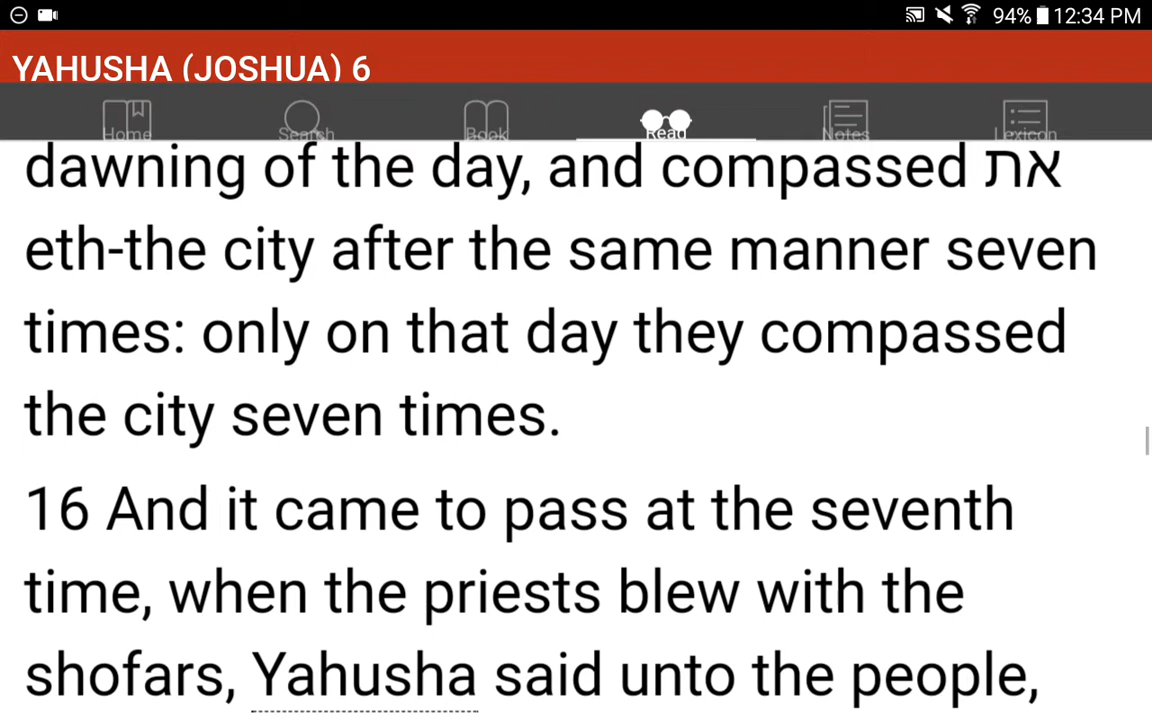 94% 12:34 PM
YAHUSHA (JOSHUA) 6
Home Search Book Read Notes Lexicon
dawning of the day, and compassed את
eth-the city after the same manner seven
times: only on that day they compassed
the city seven times.
16 And it came to pass at the seventh
time, when the priests blew with the
shofars, Yahusha said unto the people,